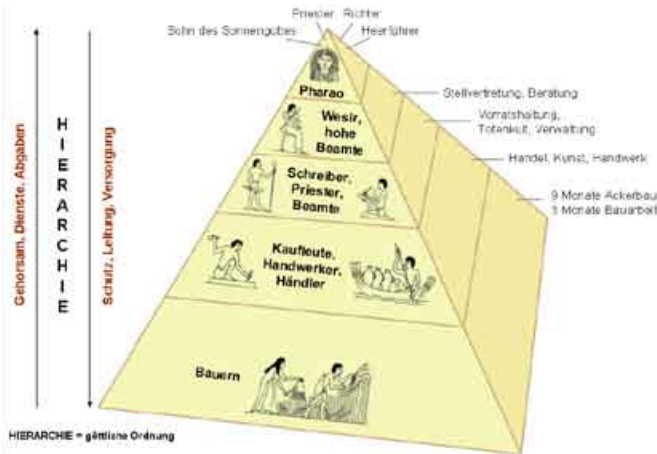 Priester
Richter
Sohn des Sonnengottes
Heerführer
Pharao
Stellvertretung, Beratung
Wesir,
hohe
Beamte
Vorratshaltung,
Totenkult, Verwaltung
Schreiber,
Priester,
Beamte
Handel, Kunst, Handwerk
9 Monate Ackerbau
3 Monate Bauarbeit
Kaufleute,
Handwerker,
Händler
Bauern
Gehorsam, Dienste, Abgaben
HIERARCHIE
Schutz, Leitung, Versorgung
HIERARCHIE = göttliche Ordnung